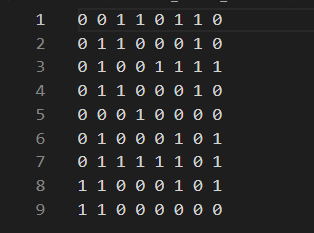 1 0 0 1 1 0 1 1 0
2 0 1 1 0 0 0 1 0
3 0 1 0 0 1 1 1 1
4 0 1 1 0 0 0 1 0
5 0 0 0 1 0 0 0 0
6 0 1 0 0 0 1 0 1
7 0 1 1 1 1 1 0 1
8 1 1 0 0 0 1 0 1
9 1 1 0 0 0 0 0 0